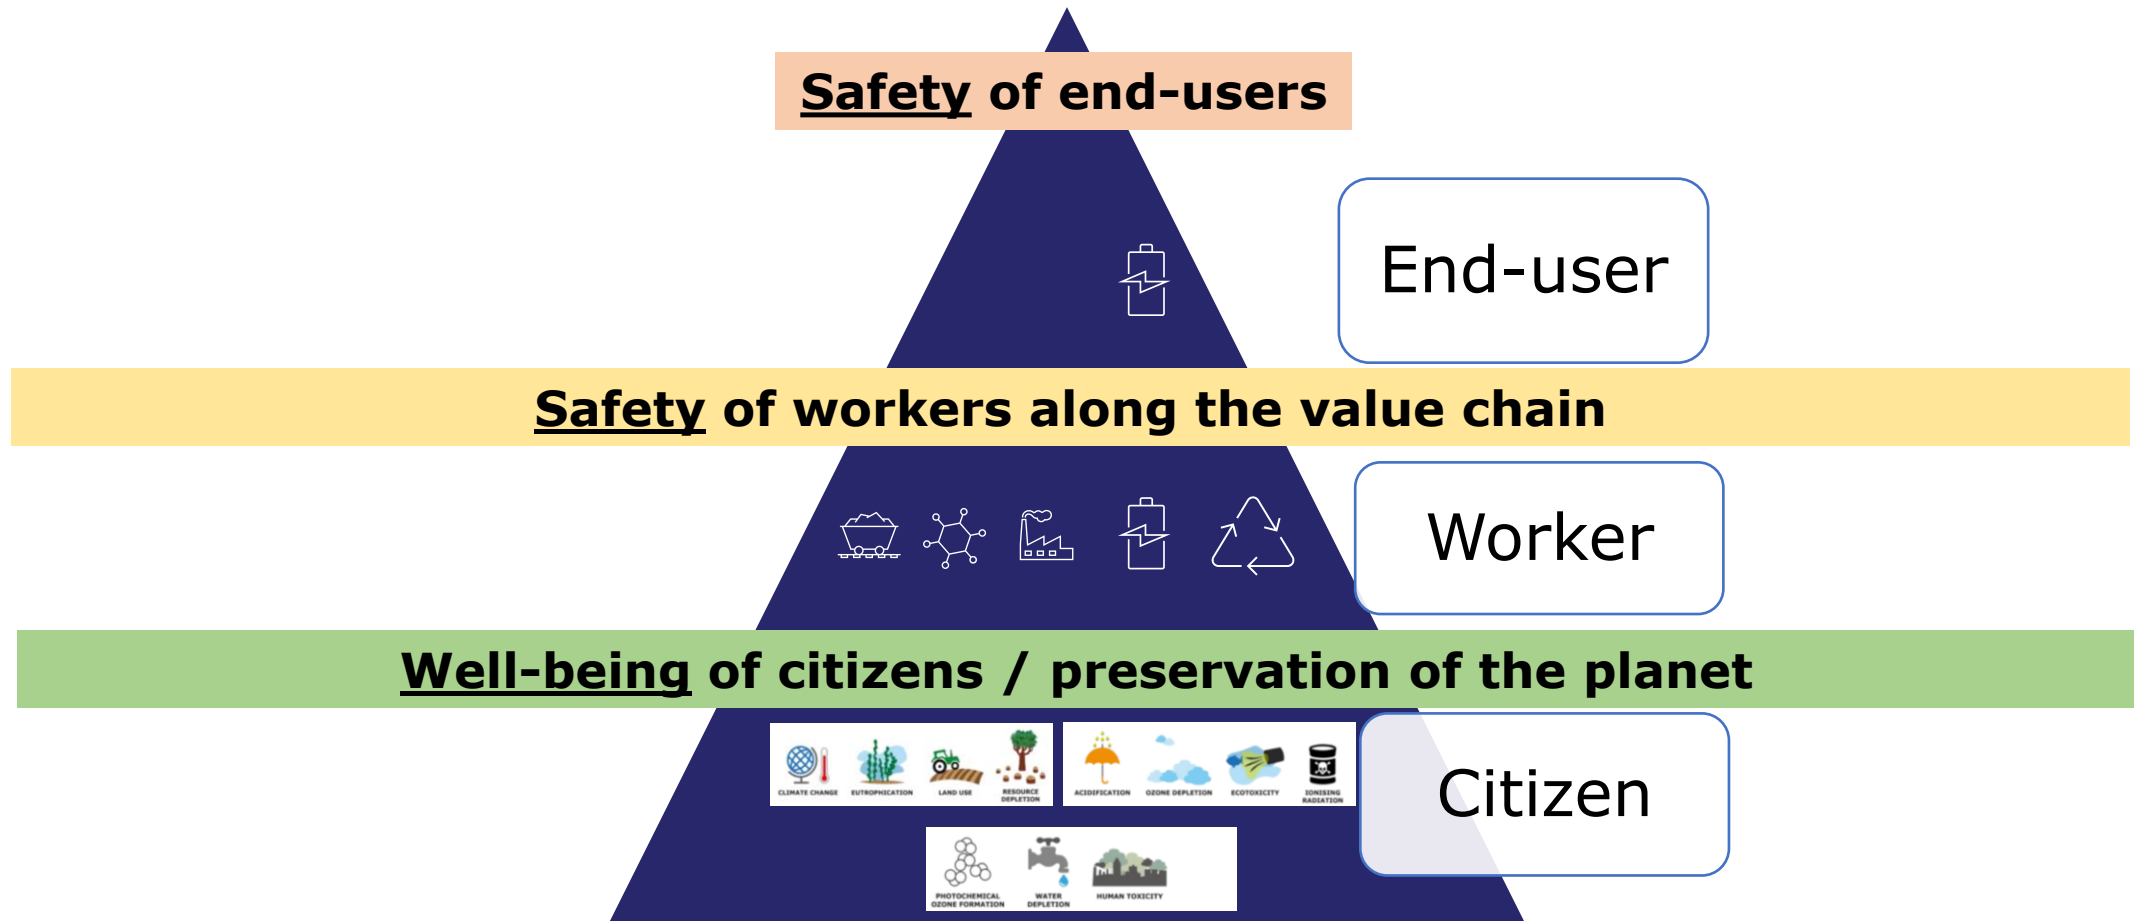 Safety of end-users
End-user
Safety of workers along the value chain
Worker
Well-being of citizens / preservation of the planet
CLIMATE CHANGE
EUTROPHICATION
LAND USE
RESOURCE
DEPLETION
ACIDIFICATION
OZONE DEPLETION
ECOTOXICITY
IONISING
RADIATION
Citizen
PHOTOCHEMICAL
OZONE FORMATION
WATER
DEPLETION
HUMAN TOXICITY